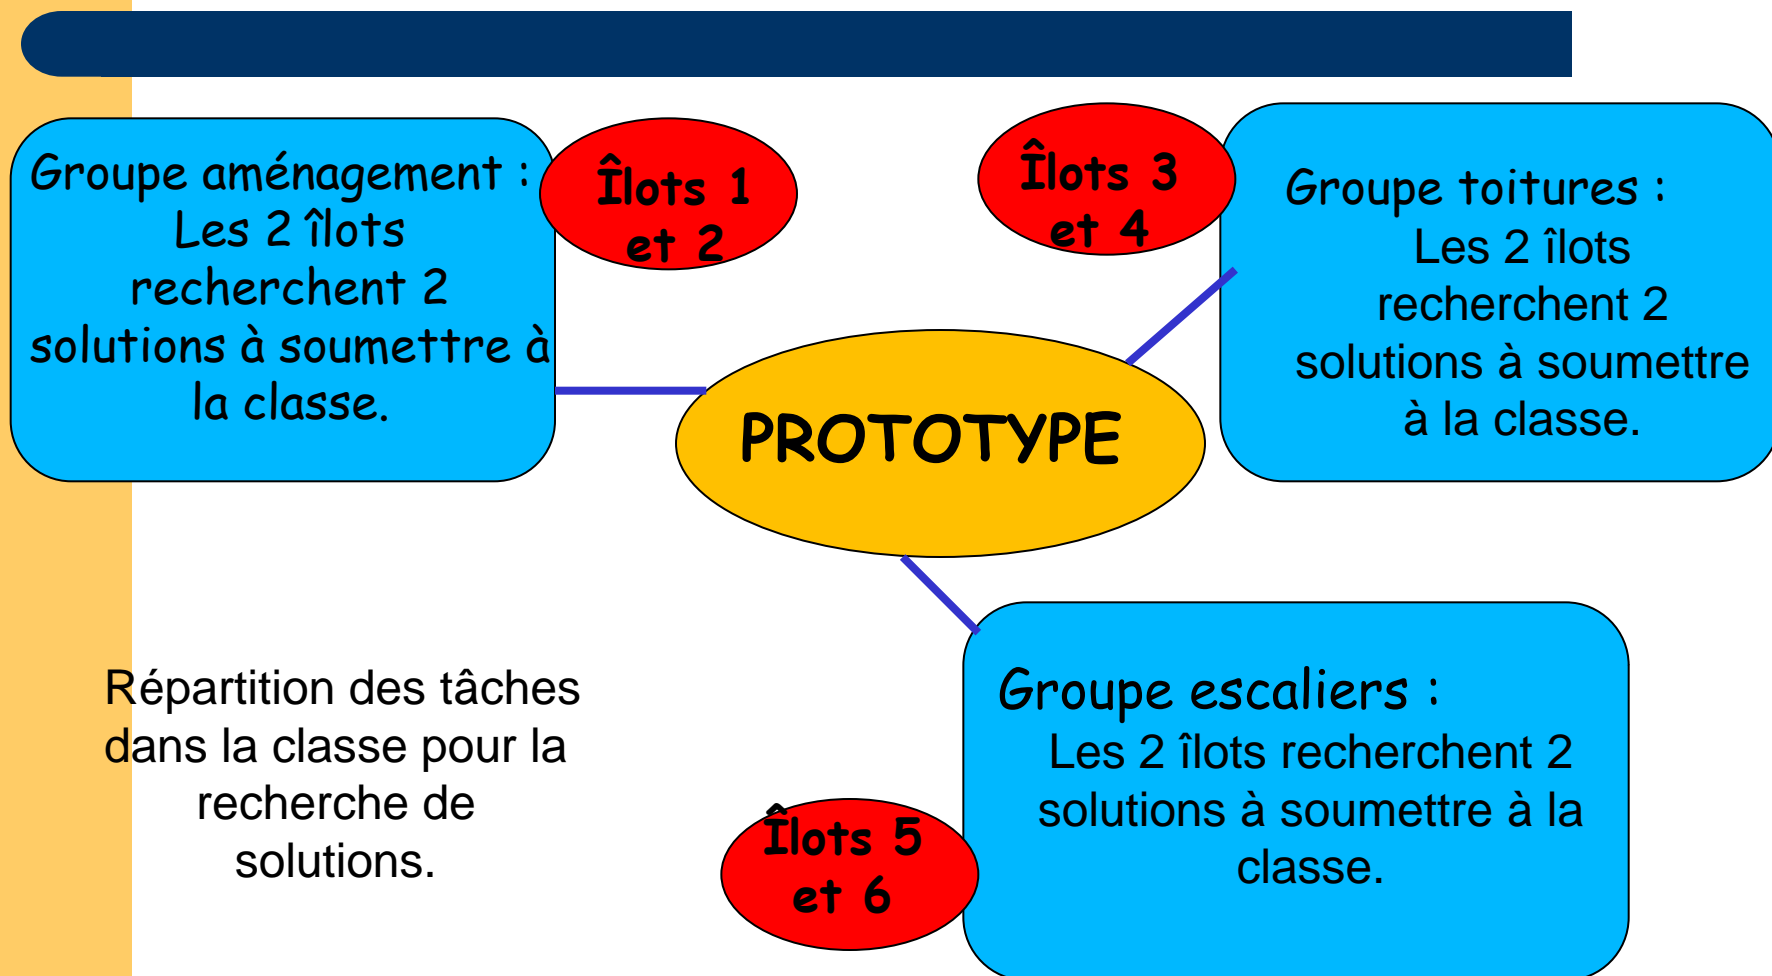 Groupe aménagement :
Les 2 îlots
recherchent 2
solutions à soumettre à
la classe.
Îlots 1
et 2
Îlots 3
et 4
Groupe toitures :
Les 2 îlots
recherchent 2
solutions à soumettre
à la classe.
PROTOTYPE
Répartition des tâches
dans la classe pour la
recherche de
solutions.
Îlots 5
et 6
Groupe escaliers :
Les 2 îlots recherchent 2
solutions à soumettre à la
classe.